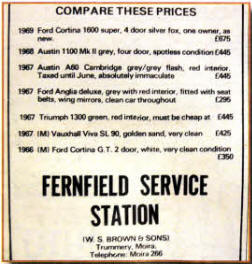 COMPARE THESE PRICES
1969 Ford Cortina 1600 super, 4 door silver fox, one owner, as
new. £675
1968 Austin 1100 Mk II grey, four door, spotless condition £445
1967 Austin A60 Cambridge grey/grey flash, red interior.
Taxed until June, absolutely immaculate £445
1967 Ford Anglia deluxe, grey with red interior, fitted with seat
belts, wing mirrors, clean car throughout £295
1967 Triumph 1300 green, red interior, must be cheap at £445
1967 (M) Vauxhall Viva SL 90, golden sand, very clean £425
1966 (M) Ford Cortina G.T. 2 door, white, very clean condition
£350
FERNFIELD SERVICE
STATION
(W. S. BROWN & SONS)
Trummery, Moira.
Telephone: Moira 266